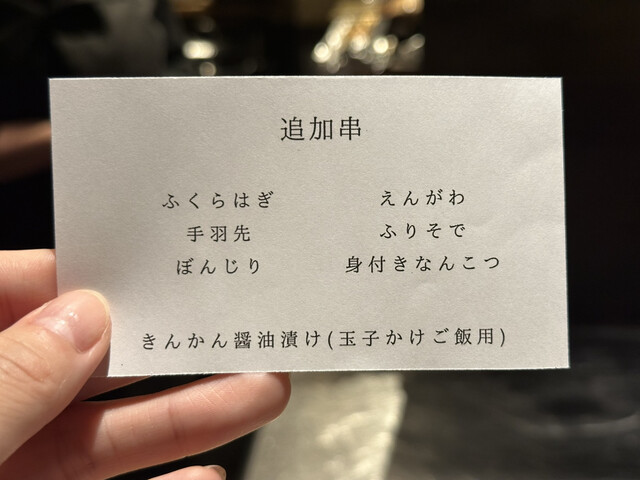 追加串
ふくらはぎ えんがわ
手羽先 ふりそで
ぼんじり 身付きなんこつ
きんかん醤油漬け(玉子かけご飯用)